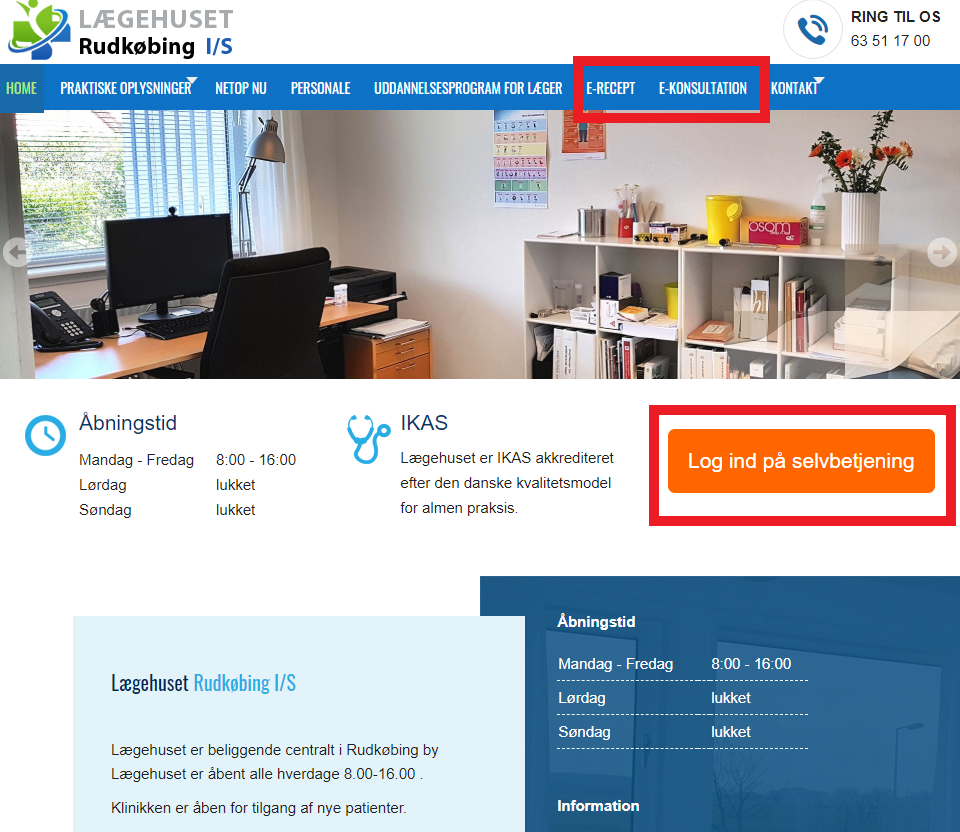 LÆGEHUSET
Rudkøbing I/S
RING TIL OS
63 51 17 00
HOME PRAKTISKE OPLYSNINGER NETOP NU PERSONALE UDDANNELSESPROGRAM FOR LÆGER E-RECEPT E-KONSULTATION KONTAKT
osom
Åbningstid
Mandag - Fredag 8:00 - 16:00
Lørdag lukket
Søndag lukket
IKAS
Lægehuset er IKAS akkrediteret
efter den danske kvalitetsmodel
for almen praksis.
Log ind på selvbetjening
Lægehuset Rudkøbing I/S
Lægehuset er beliggende centralt i Rudkøbing by
Lægehuset er åbent alle hverdage 8.00-16.00 .
Klinikken er åben for tilgang af nye patienter.
Åbningstid
Mandag - Fredag 8:00 - 16:00
Lørdag lukket
Søndag lukket
Information